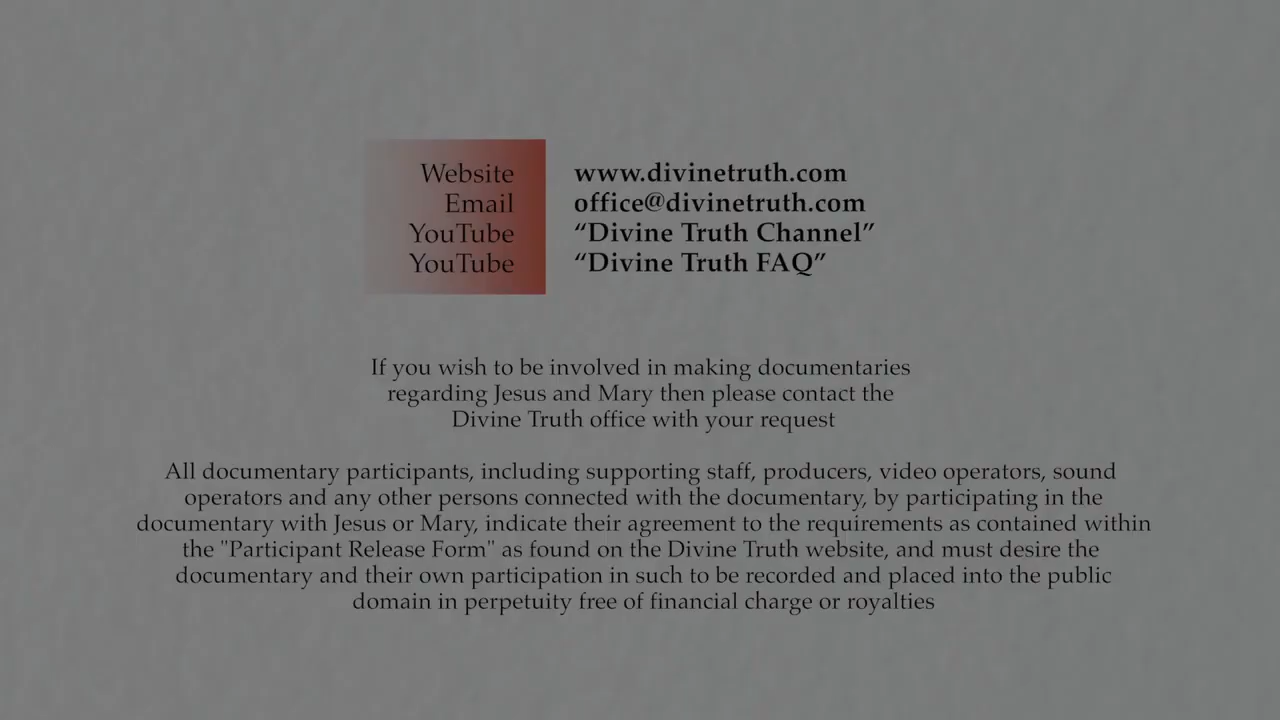 Website www.divinetruth.com
Email office@divinetruth.com
YouTube “Divine Truth Channel”
YouTube “Divine Truth FAQ”
If you wish to be involved in making documentaries
regarding Jesus and Mary then please contact the
Divine Truth office with your request
All documentary participants, including supporting staff, producers, video operators, sound
operators and any other persons connected with the documentary, by participating in the
documentary with Jesus or Mary, indicate their agreement to the requirements as contained within
the "Participant Release Form" as found on the Divine Truth website, and must desire the
documentary and their own participation in such to be recorded and placed into the public
domain in perpetuity free of financial charge or royalties